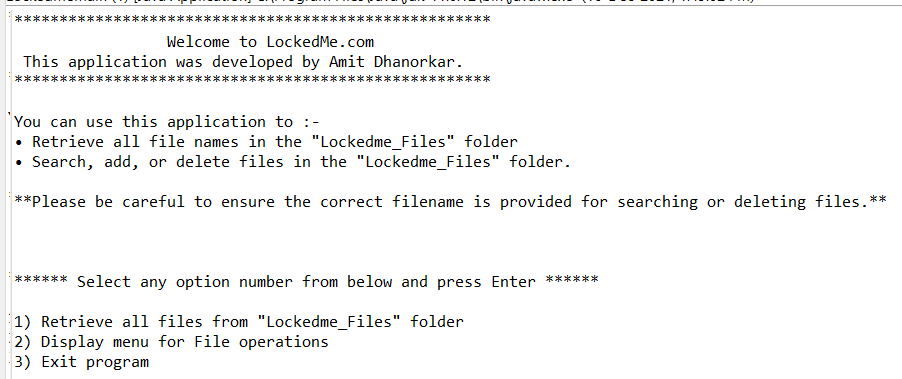 *****************************************************
Welcome to LockedMe.com
This application was developed by Amit Dhanorkar.
*****************************************************
You can use this application to :-
• Retrieve all file names in the "Lockedme_Files" folder
• Search, add, or delete files in the "Lockedme_Files" folder.
**Please be careful to ensure the correct filename is provided for searching or deleting files.**
****** Select any option number from below and press Enter ******
1) Retrieve all files from "Lockedme_Files" folder
2) Display menu for File operations
3) Exit program